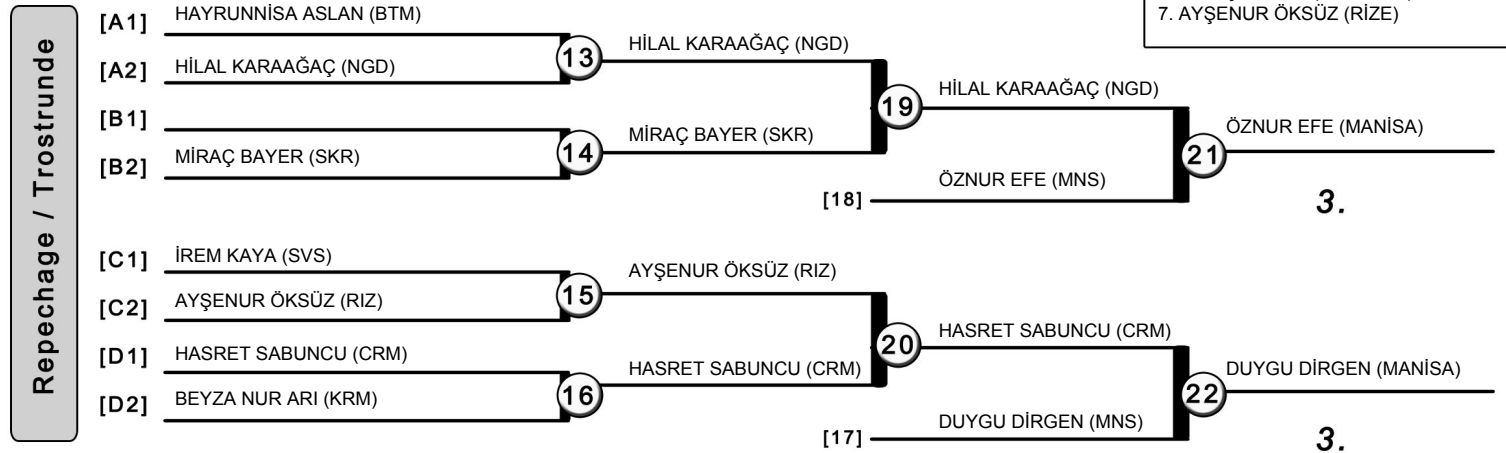 7. AYŞENUR ÖKSÜZ (RİZE)
Repechage / Trostrunde
[A1] HAYRUNNİSA ASLAN (BTM)
13
HİLAL KARAAĞAÇ (NGD)
[A2] HİLAL KARAAĞAÇ (NGD)
19
HİLAL KARAAĞAÇ (NGD)
[B1]
14
MİRAÇ BAYER (SKR)
[B2] MİRAÇ BAYER (SKR)
21
ÖZNUR EFE (MANİSA)
[18] ÖZNUR EFE (MNS)
3.
[C1] İREM KAYA (SVS)
15
AYŞENUR ÖKSÜZ (RIZ)
[C2] AYŞENUR ÖKSÜZ (RIZ)
20
HASRET SABUNCU (CRM)
[D1] HASRET SABUNCU (CRM)
16
HASRET SABUNCU (CRM)
[D2] BEYZA NUR ARI (KRM)
22
DUYGU DİRGEN (MANİSA)
[17] DUYGU DİRGEN (MNS)
3.